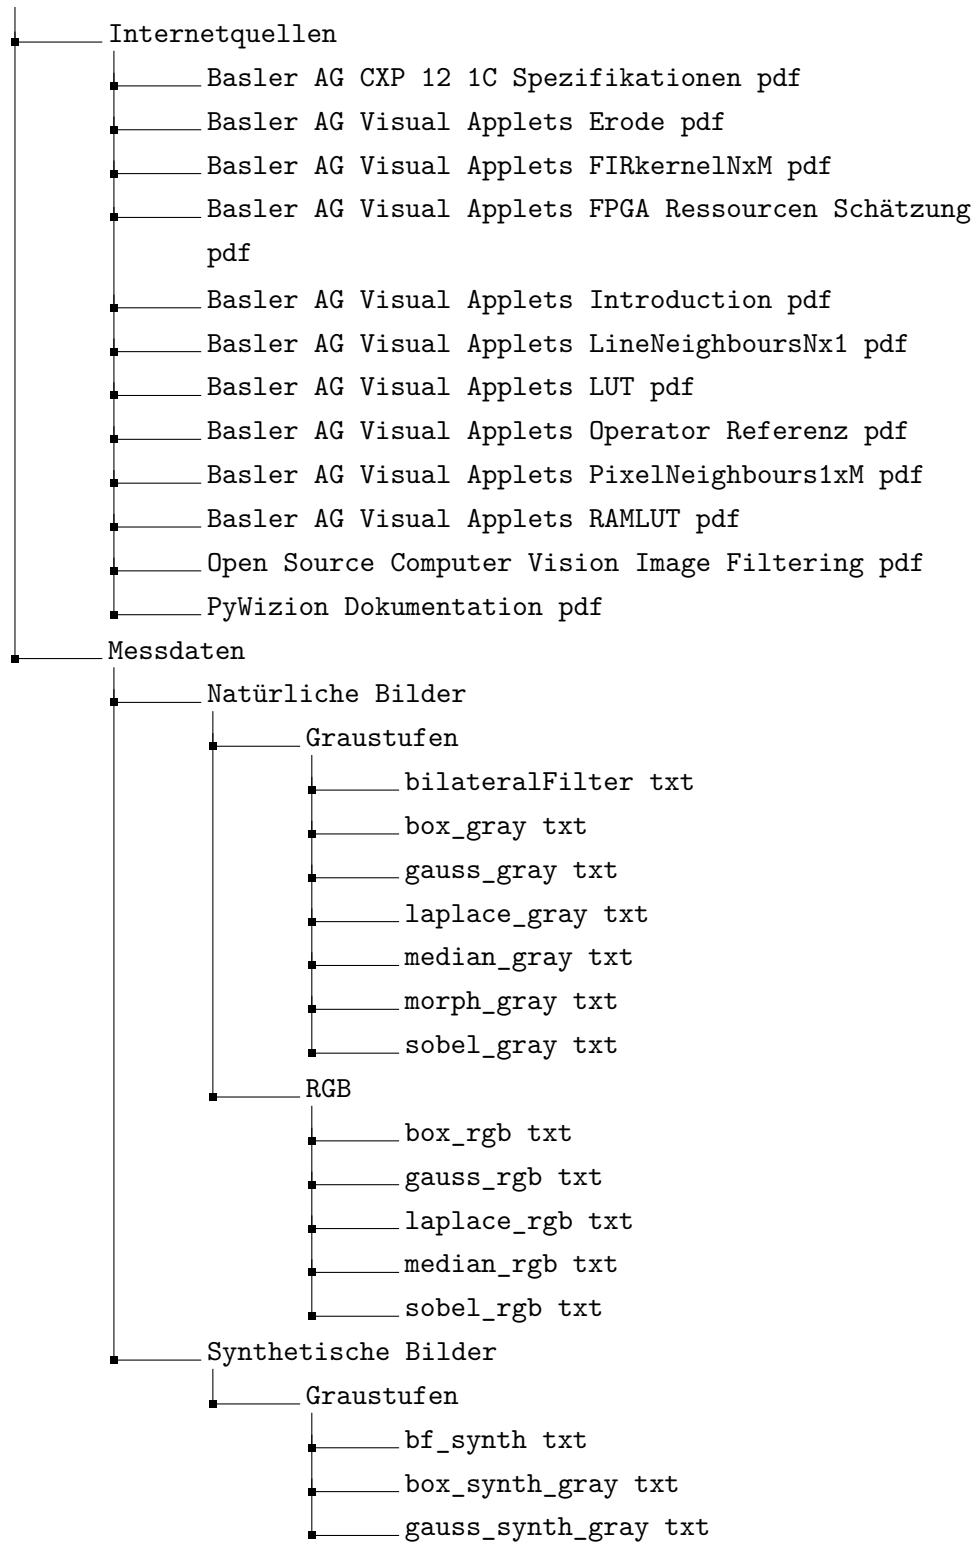 Internetquellen
Basler AG CXP 12 1C Spezifikationen pdf
Basler AG Visual Applets Erode pdf
Basler AG Visual Applets FIRkernelNxM pdf
Basler AG Visual Applets FPGA Ressourcen Schätzung
pdf
Basler AG Visual Applets Introduction pdf
Basler AG Visual Applets LineNeighboursNx1 pdf
Basler AG Visual Applets LUT pdf
Basler AG Visual Applets Operator Referenz pdf
Basler AG Visual Applets PixelNeighbours1xM pdf
Basler AG Visual Applets RAMLUT pdf
Open Source Computer Vision Image Filtering pdf
PyWizion Dokumentation pdf
Messdaten
Natürliche Bilder
Graustufen
bilateralFilter txt
box_gray txt
gauss_gray txt
laplace_gray txt
median_gray txt
morph_gray txt
sobel_gray txt
RGB
box_rgb txt
gauss_rgb txt
laplace_rgb txt
median_rgb txt
sobel_rgb txt
Synthetische Bilder
Graustufen
bf_synth txt
box_synth_gray txt
gauss_synth_gray txt